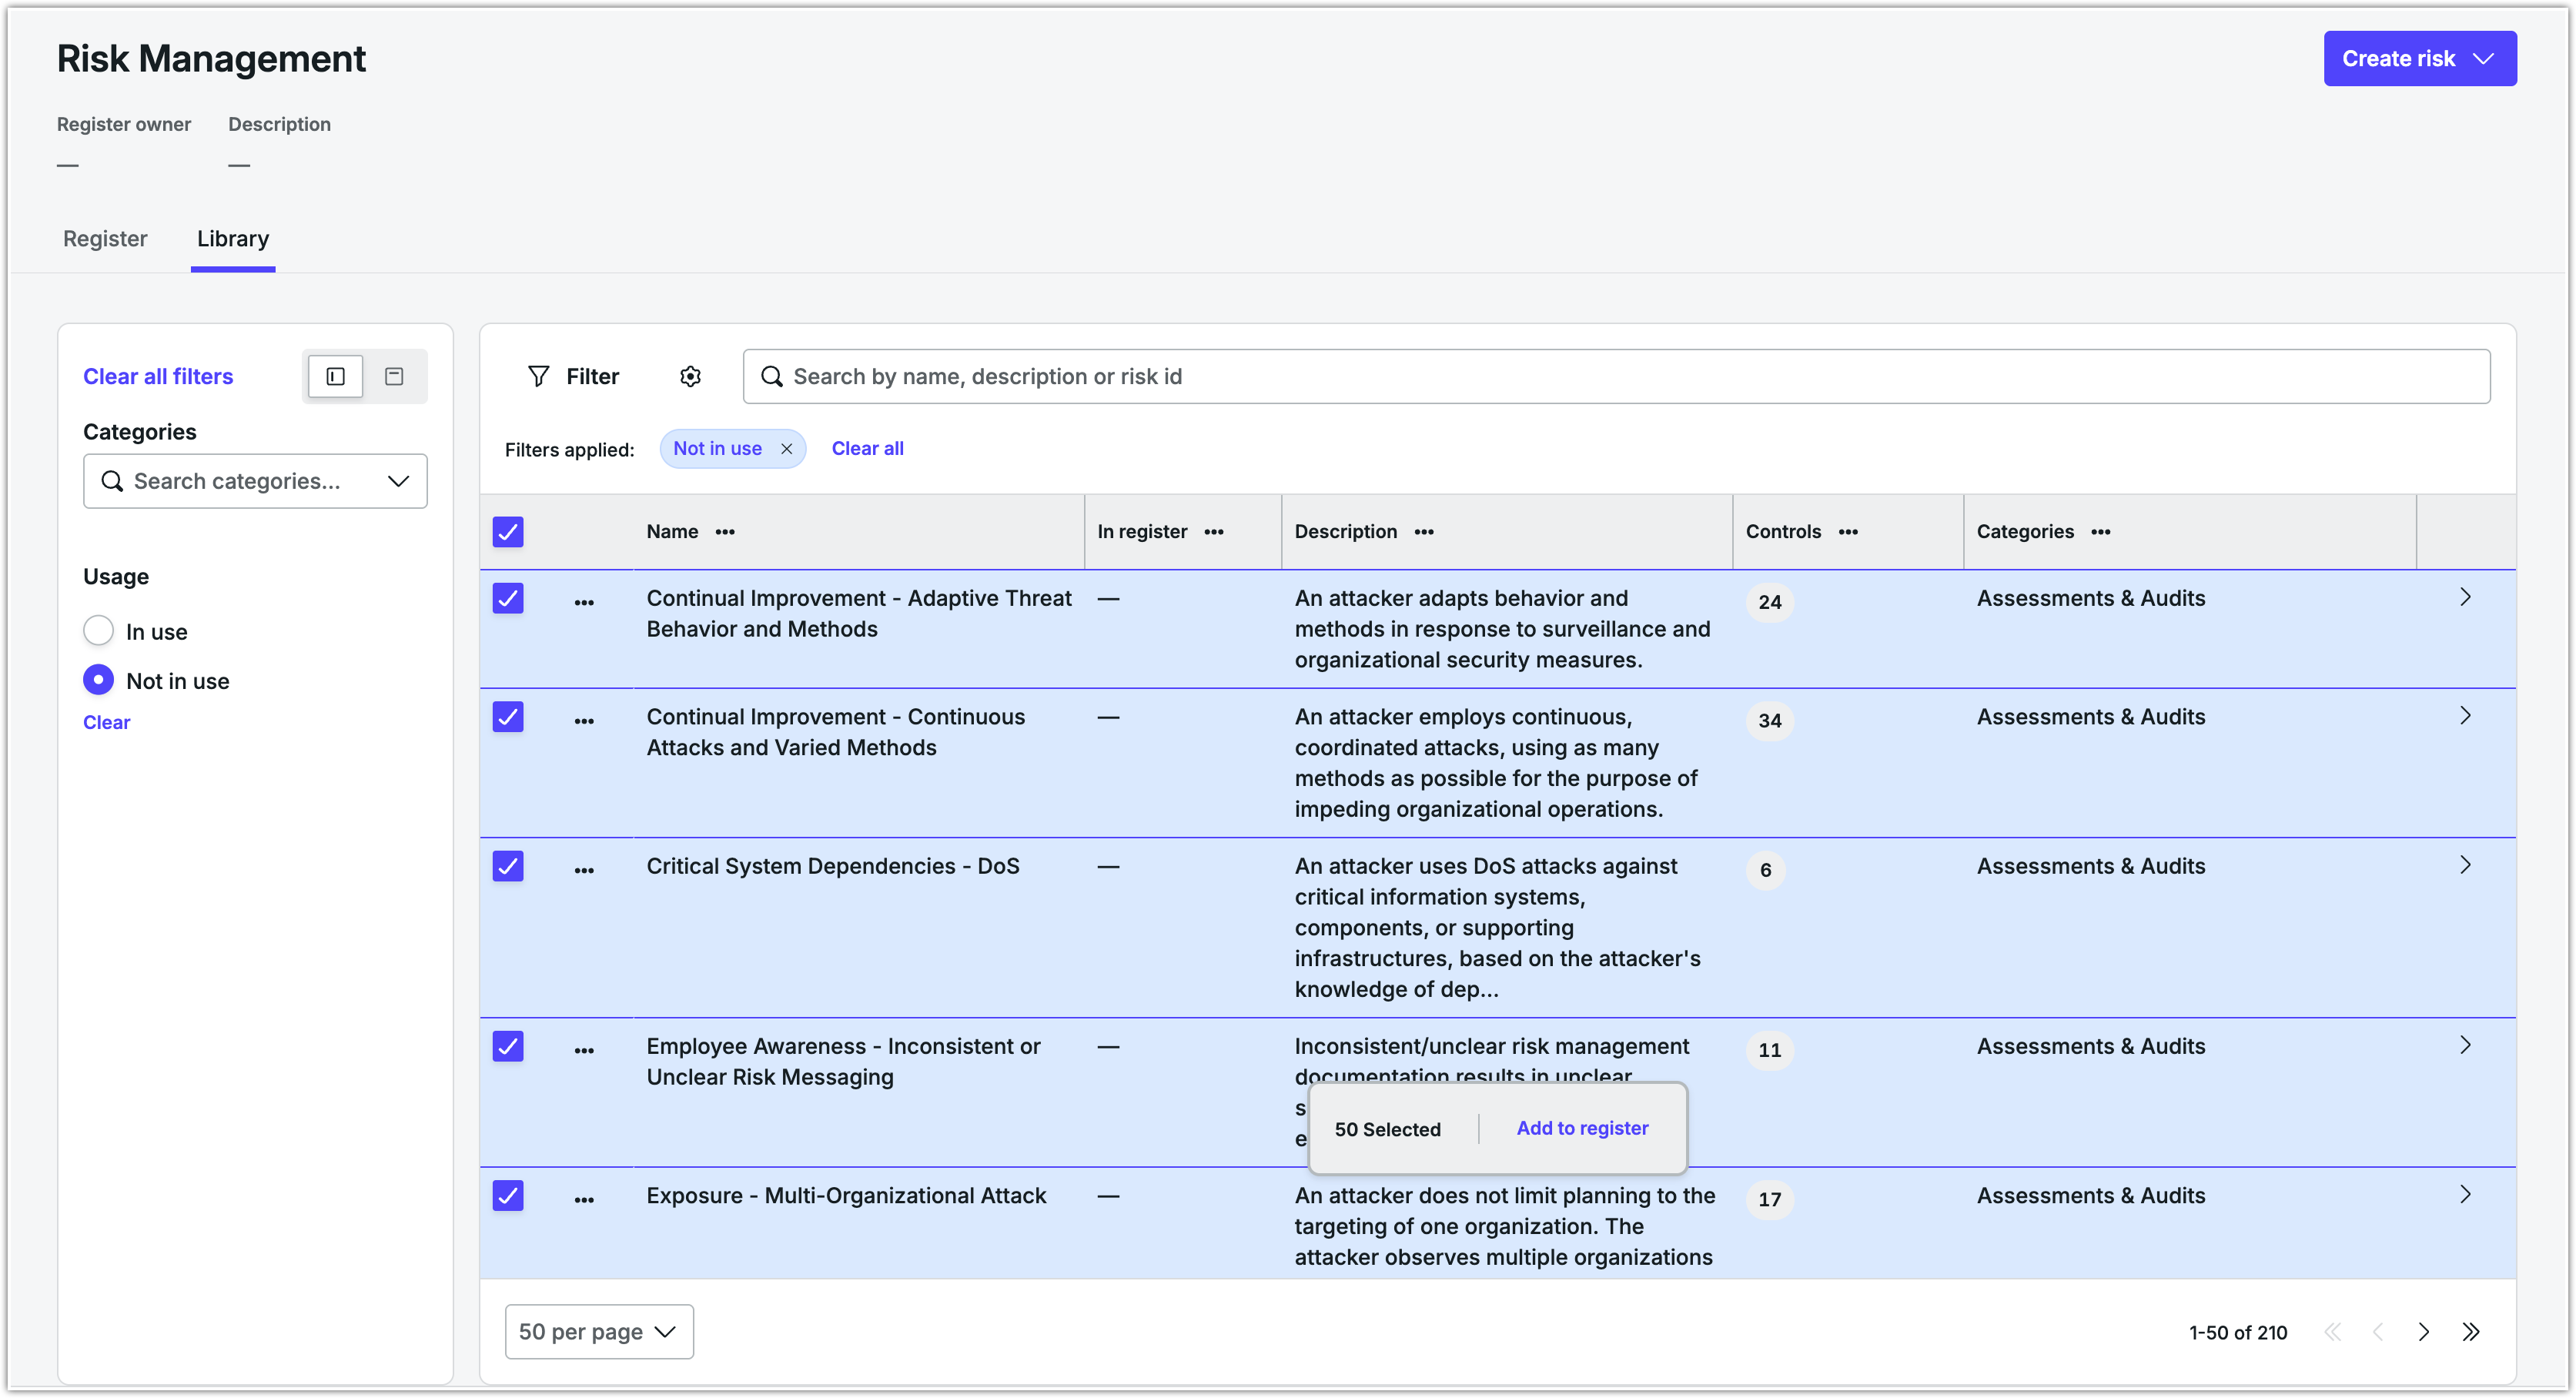 Risk Management
Create risk
Register owner
Description
—
—
Register
Library
Clear all filters
Categories
Search categories...
Usage
In use
Not in use
Clear
Filter
Search by name, description or risk id
Filters applied:
Not in use
Clear all
Name
In register
Description
Controls
Categories
Continual Improvement - Adaptive Threat
Behavior and Methods
—
An attacker adapts behavior and
methods in response to surveillance and
organizational security measures.
24
Assessments & Audits
Continual Improvement - Continuous
Attacks and Varied Methods
—
An attacker employs continuous,
coordinated attacks, using as many
methods as possible for the purpose of
impeding organizational operations.
34
Assessments & Audits
Critical System Dependencies - DoS
—
An attacker uses DoS attacks against
critical information systems,
components, or supporting
infrastructures, based on the attacker's
knowledge of dep...
6
Assessments & Audits
Employee Awareness - Inconsistent or
Unclear Risk Messaging
—
Inconsistent/unclear risk management
documentation results in unclear
11
Assessments & Audits
50 Selected
Add to register
Exposure - Multi-Organizational Attack
—
An attacker does not limit planning to the
targeting of one organization. The
attacker observes multiple organizations
17
Assessments & Audits
50 per page
1-50 of 210